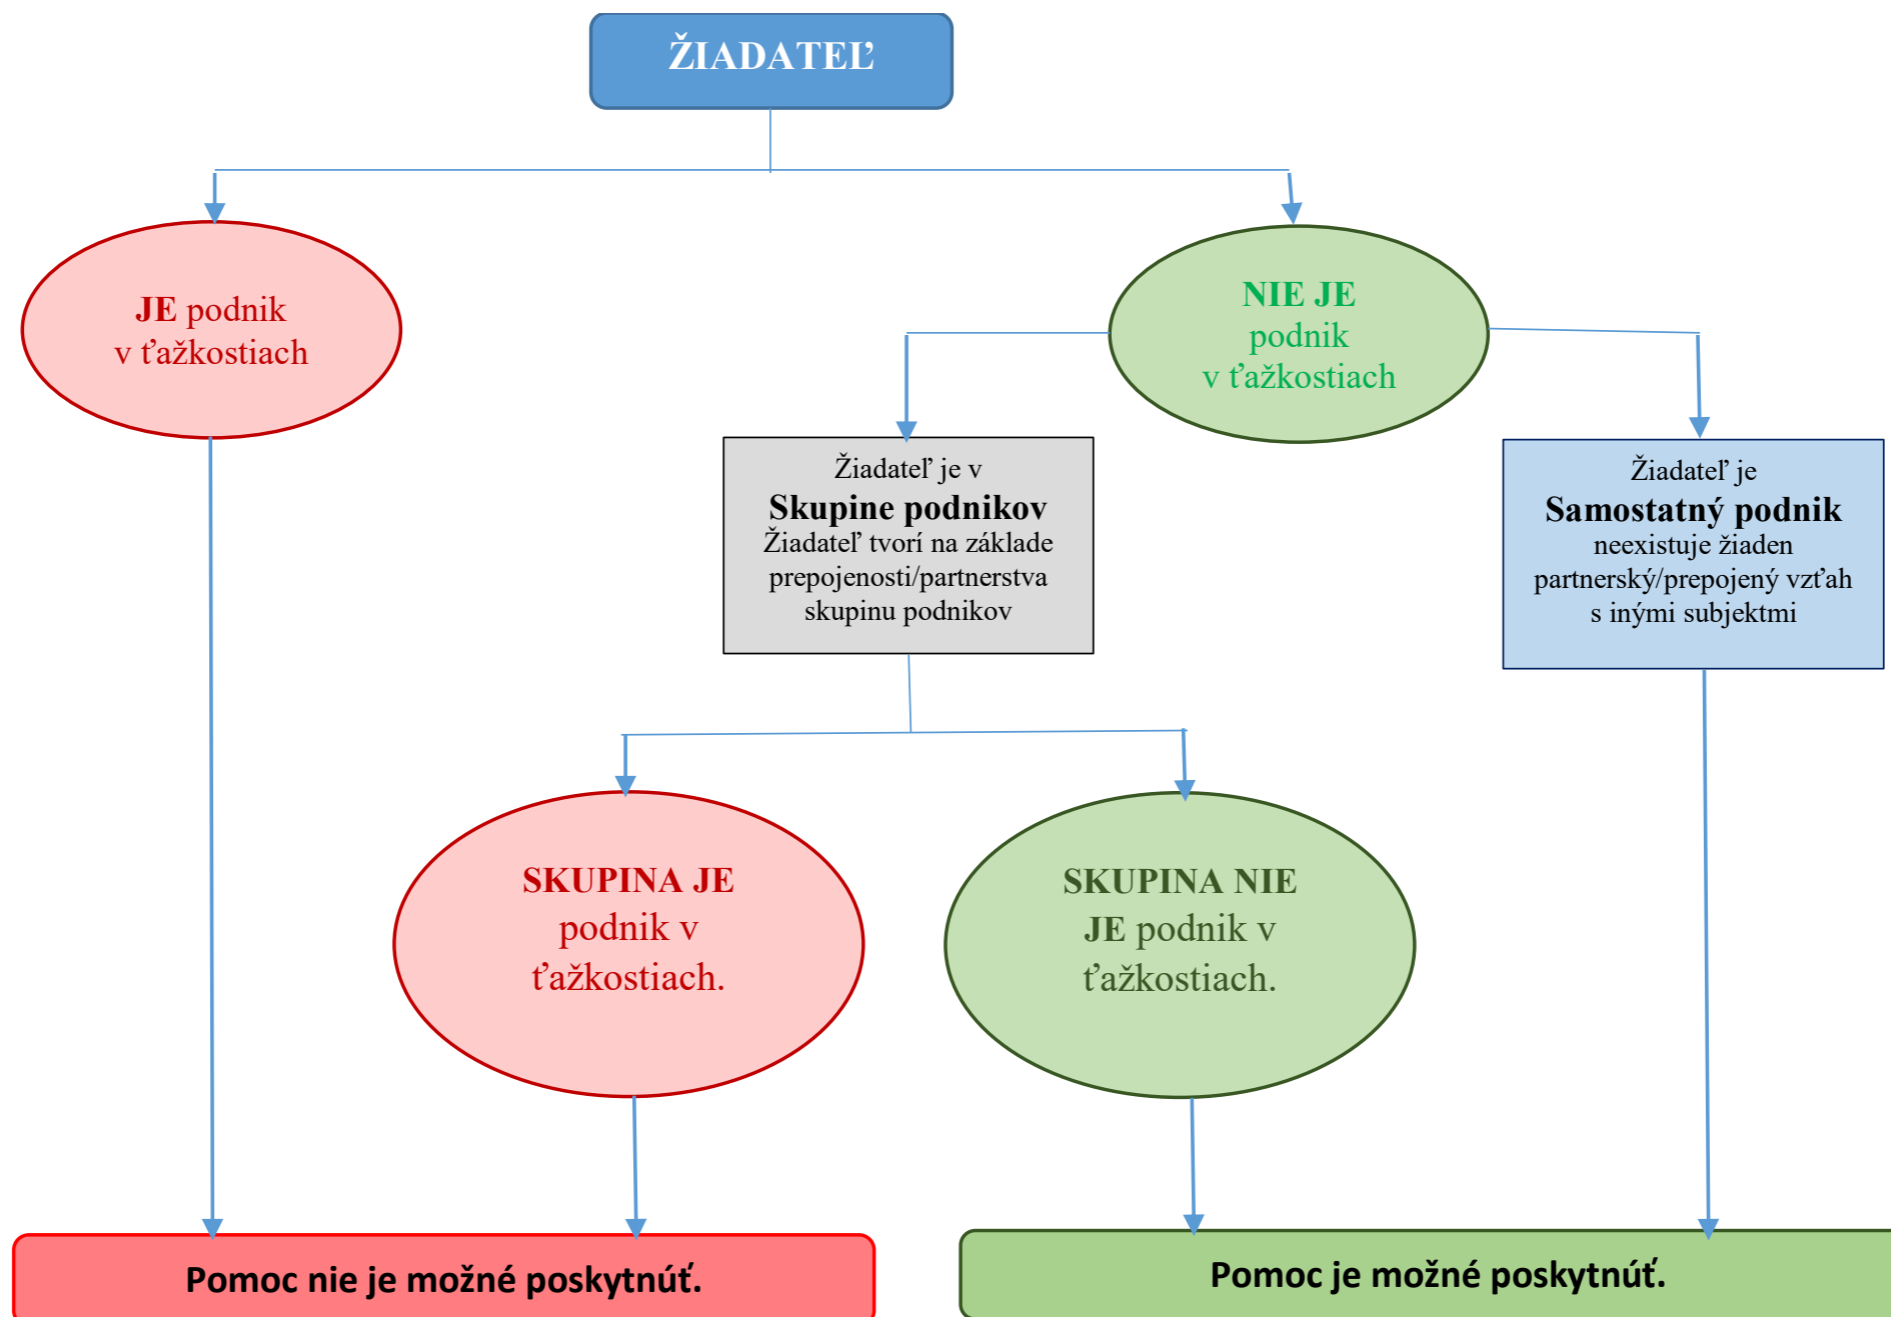 ŽIADATEĽ
JE podnik
v ťažkostiach
NIE JE
podnik
v ťažkostiach
Žiadateľ je v
Skupine podnikov
Žiadateľ tvorí na základe
prepojenosti/partnerstva
skupinu podnikov
Žiadateľ je
Samostatný podnik
neexistuje žiaden
partnerský/prepojený vzťah
s inými subjektmi
SKUPINA JE
podnik v
ťažkostiach.
SKUPINA NIE
JE podnik v
ťažkostiach.
Pomoc nie je možné poskytnúť.
Pomoc je možné poskytnúť.